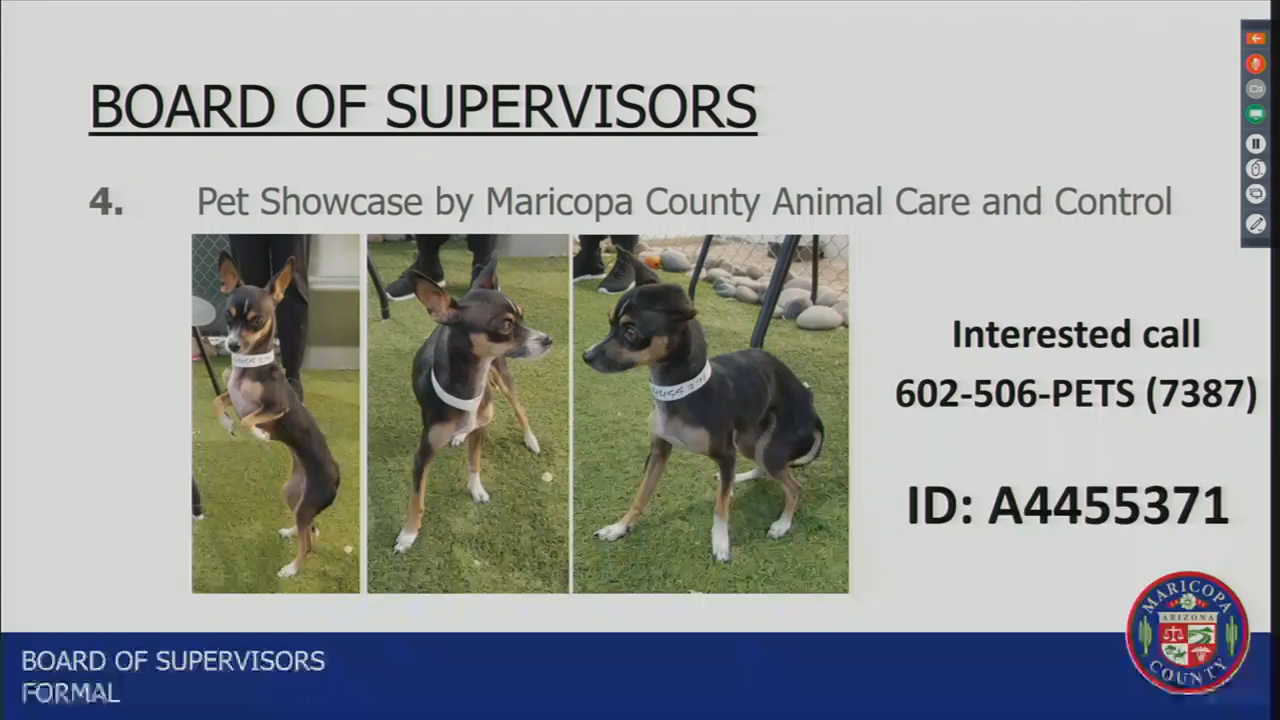 BOARD OF SUPERVISORS
4. Pet Showcase by Maricopa County Animal Care and Control
Interested call
602-506-PETS (7387)
ID: A4455371
MARICOPA
ARIZONA
COUNTY
BOARD OF SUPERVISORS
FORMAL